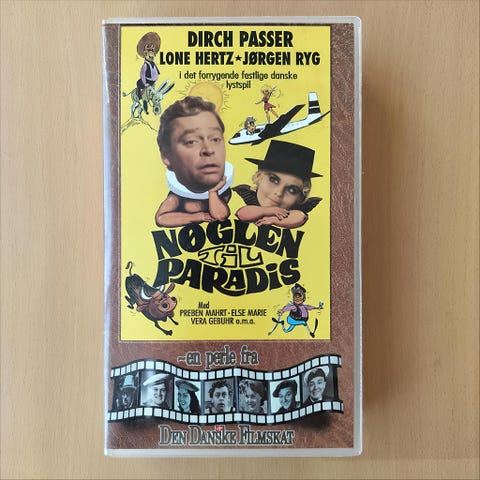 DIRCH PASSER
LONE HERTZ★JØRGEN RYG
i det forrygende festlige danske
lystspil
NØGLEN
TIL
PARADIS
Med
PREBEN MAHRT · ELSE MARIE
VERA GEBUHR o.m.a.
~en perle fra
DEN DANSKE FILMSKAT